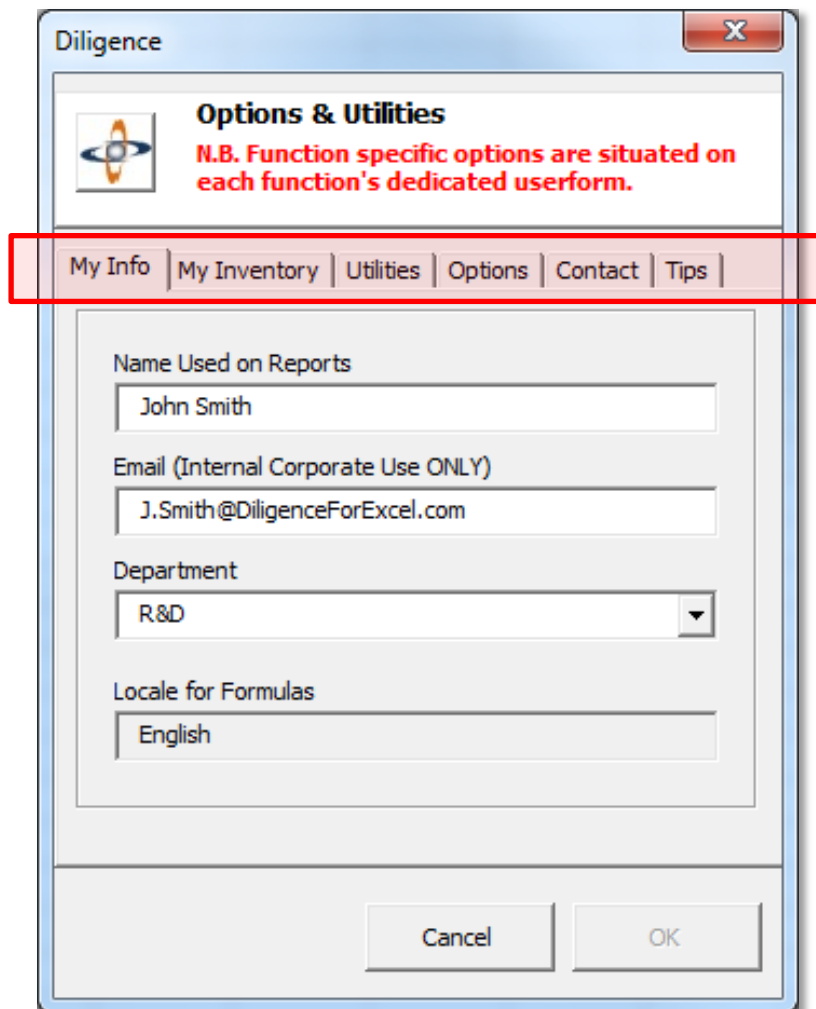 Diligence
Options & Utilities
N.B. Function specific options are situated on
each function's dedicated userform.
My Info My Inventory Utilities Options Contact Tips
Name Used on Reports
John Smith
Email (Internal Corporate Use ONLY)
J.Smith@DiligenceForExcel.com
Department
R&D
Locale for Formulas
English
Cancel OK